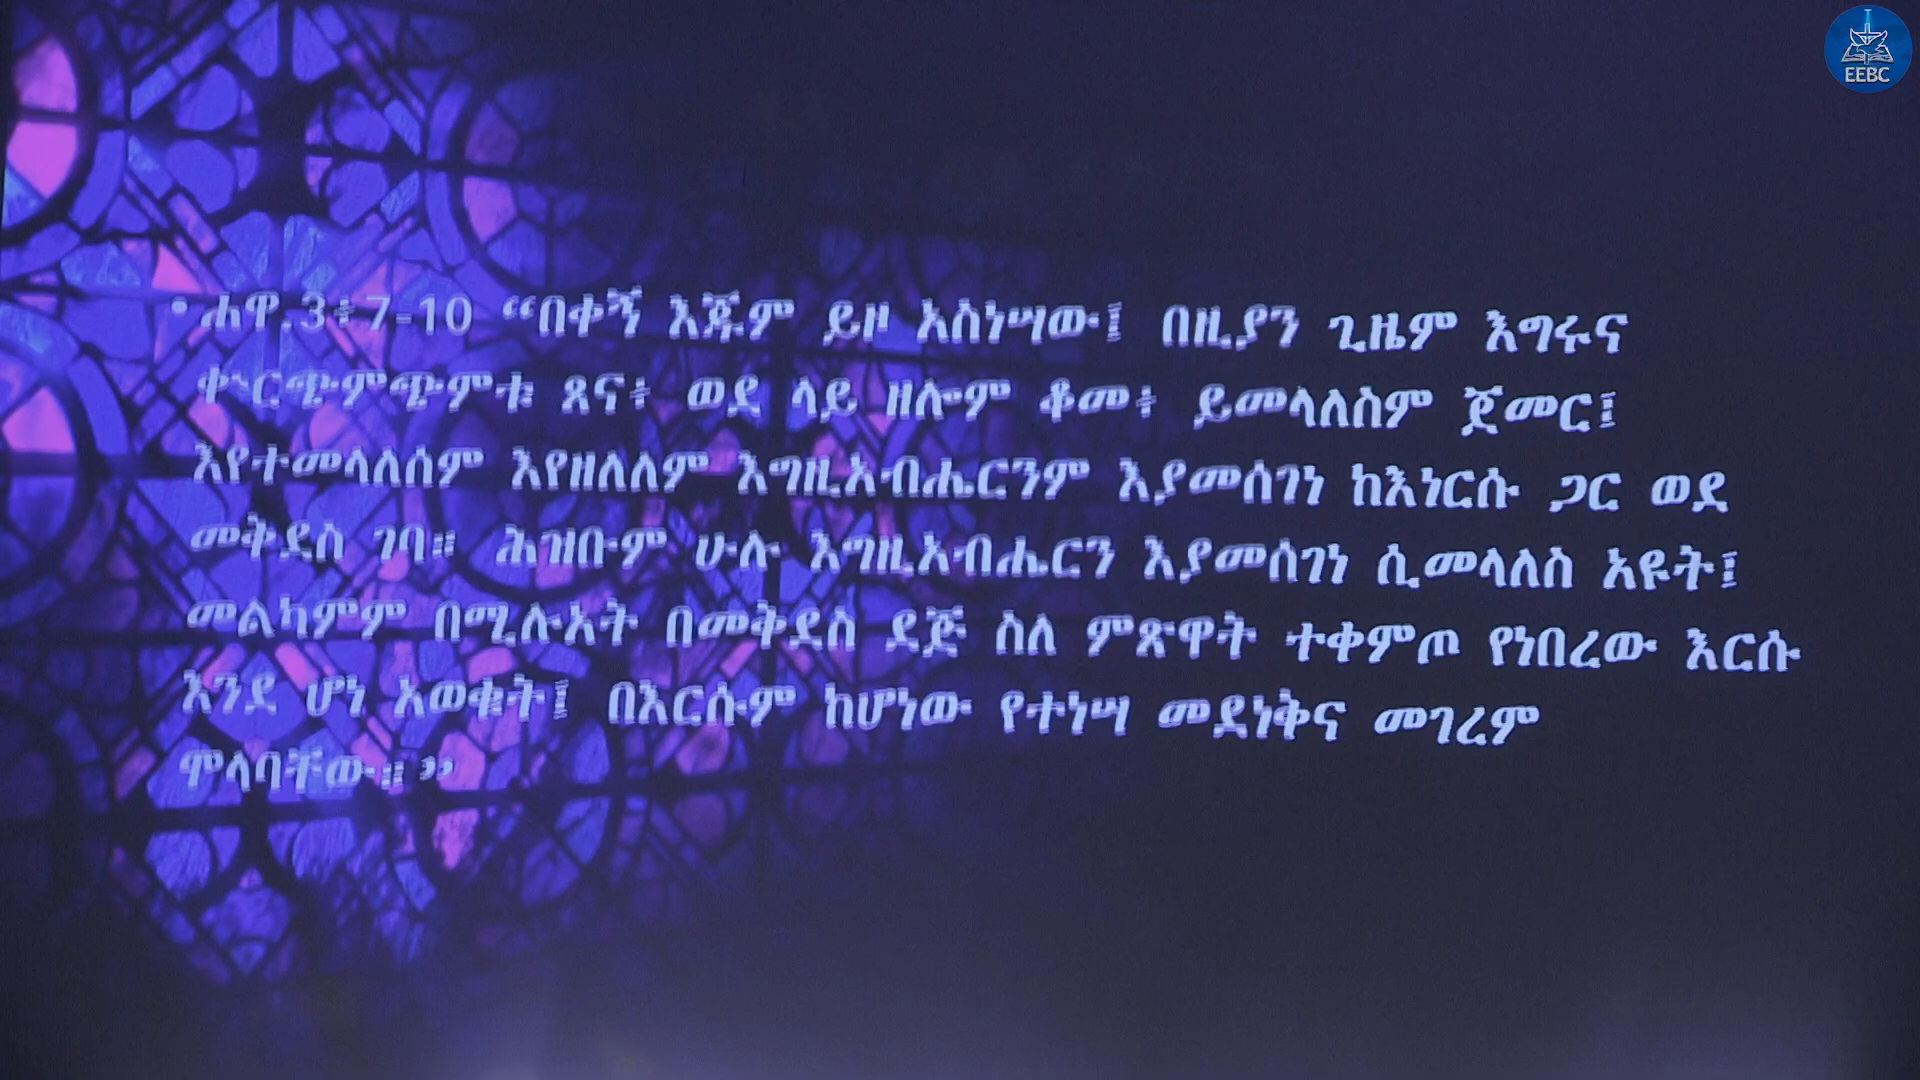 EEBC
• ሐዋ.3፥7-10 “በቀኝ እጁም ይዞ አስነሣው፤ በዚያን ጊዜም እግሩና
ቍርጭምጭምቱ ጸና፥ ወደ ላይ ዘሎም ቆመ፥ ይመላለስም ጀመር፤
እየተመላለሰም እየዘለለም እግዚአብሔርንም እያመሰገነ ከእነርሱ ጋር ወደ
መቅደስ ገባ። ሕዝቡም ሁሉ እግዚአብሔርን እያመሰገነ ሲመላለስ አዩት፤
መልካምም በሚሉአት በመቅደስ ደጅ ስለ ምጽዋት ተቀምጦ የነበረው እርሱ
እንደ ሆነ አወቁት፤ በእርሱም ከሆነው የተነሣ መደነቅና መገረም
ሞላባቸው።”